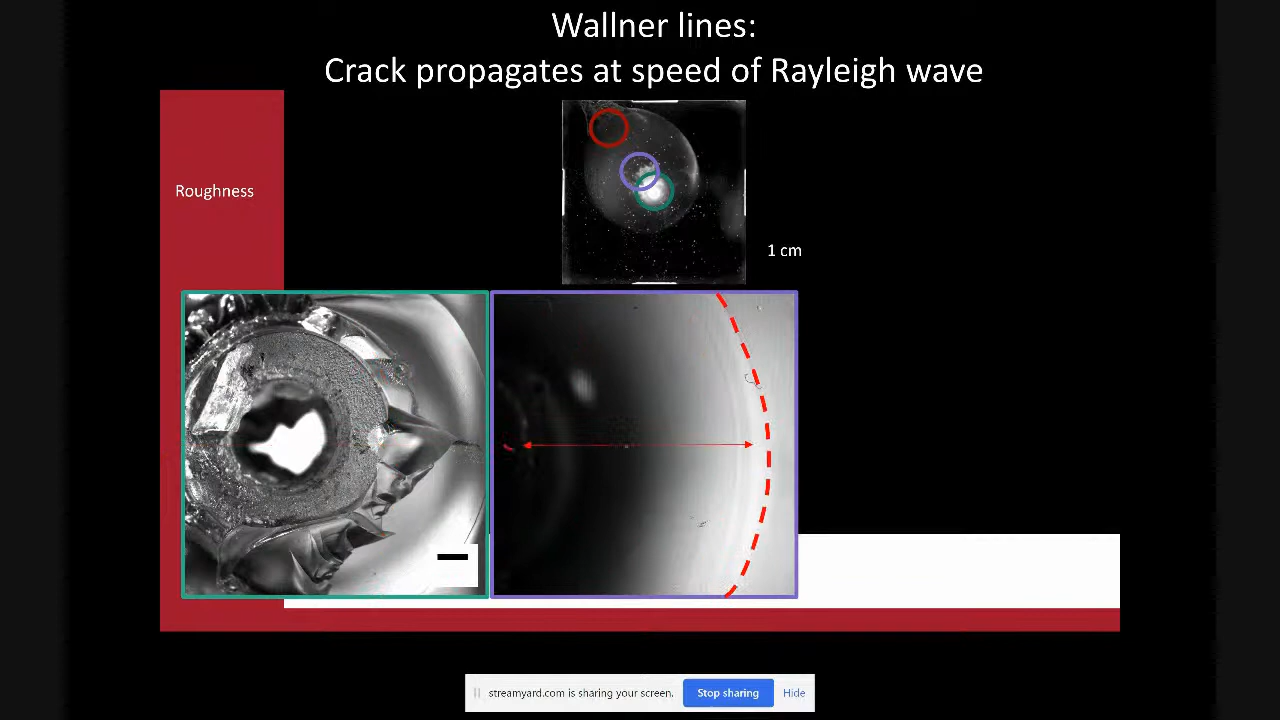 Wallner lines:
Crack propagates at speed of Rayleigh wave
Roughness
1 cm
streamyard.com is sharing your screen. Stop sharing Hide